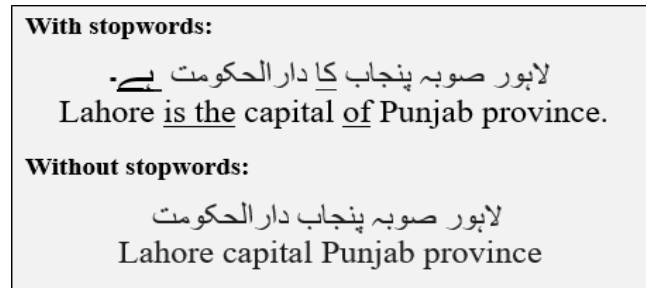 With stopwords:
لاہور صوبہ پنجاب کا دارالحکومت ہے۔
Lahore is the capital of Punjab province.
Without stopwords:
لاہور صوبہ پنجاب دارالحکومت
Lahore capital Punjab province